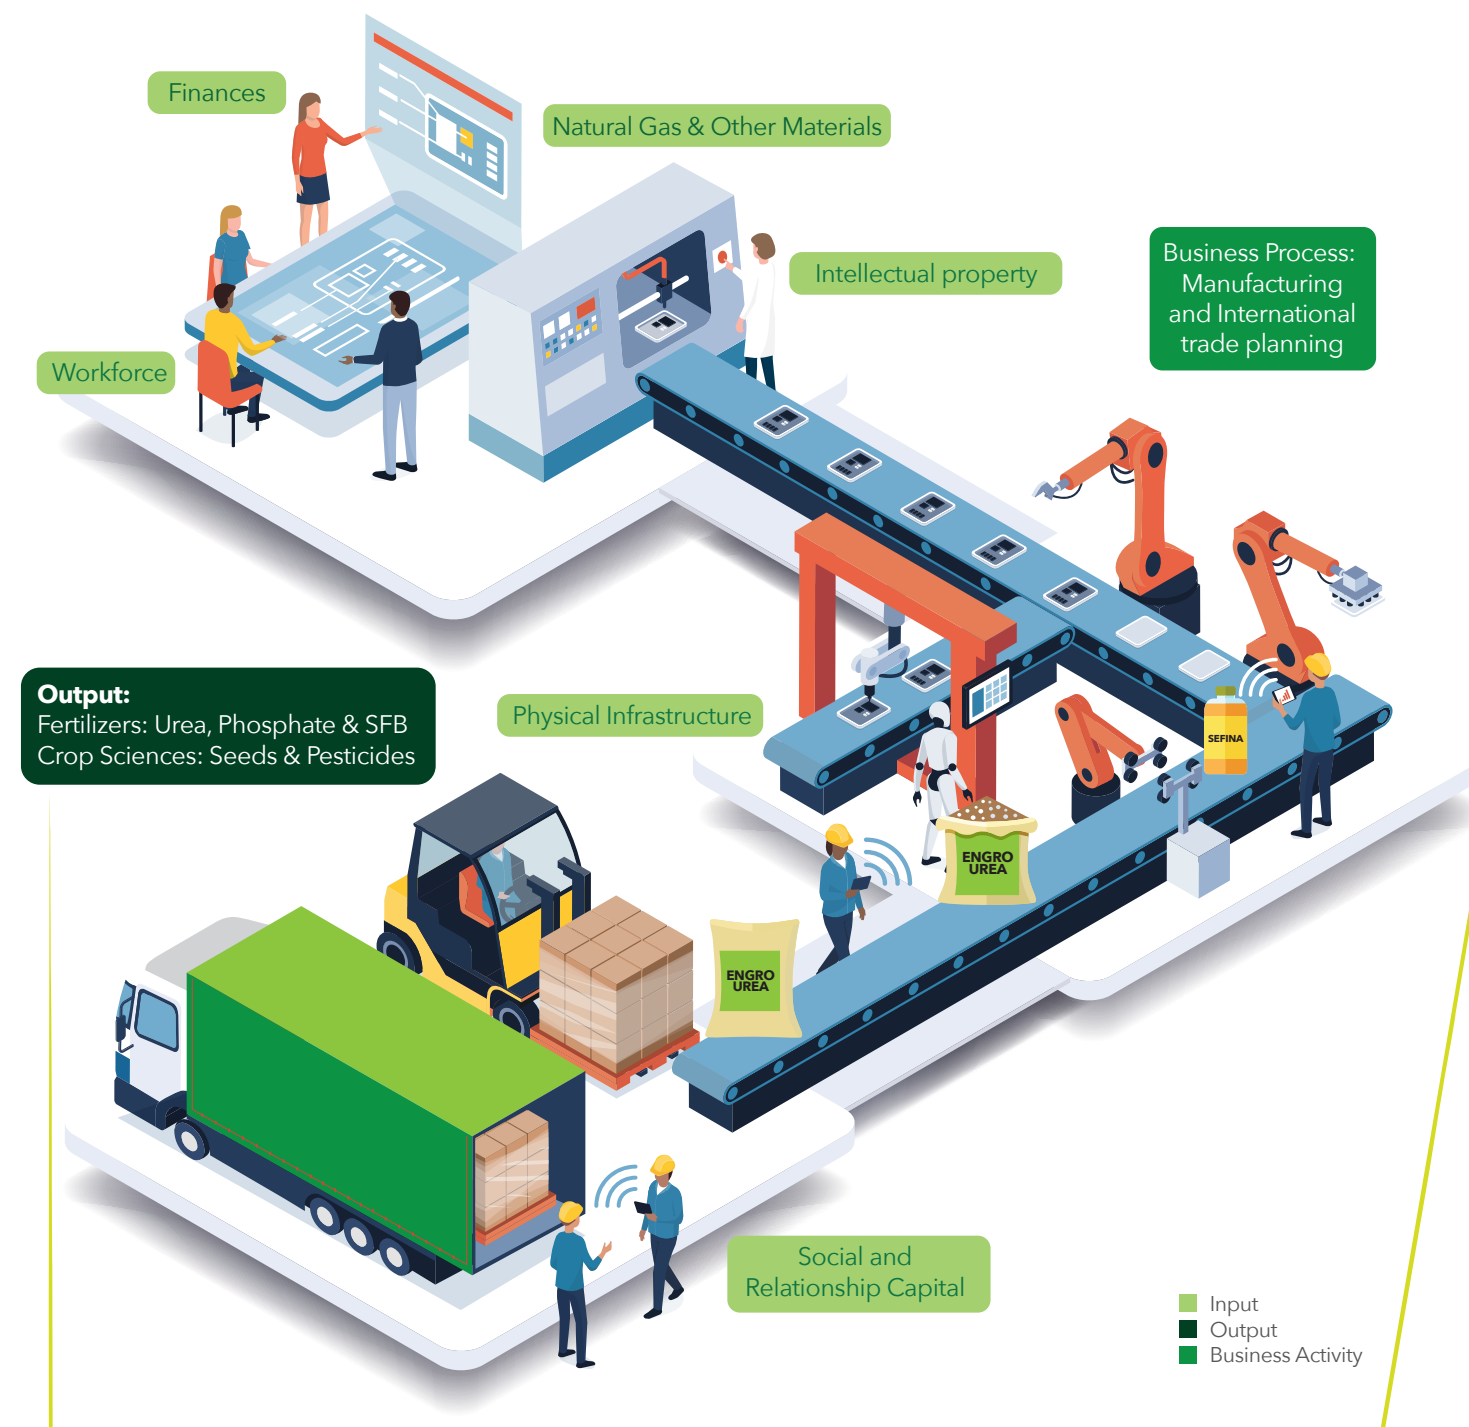 Finances
Natural Gas & Other Materials
Business Process:
Manufacturing
and International
trade planning
Intellectual property
Workforce
Output:
Fertilizers: Urea, Phosphate & SFB
Crop Sciences: Seeds & Pesticides
Physical Infrastructure
SEFINA
ENGRO
UREA
ENGRO
UREA
Social and
Relationship Capital
Input
Output
Business Activity